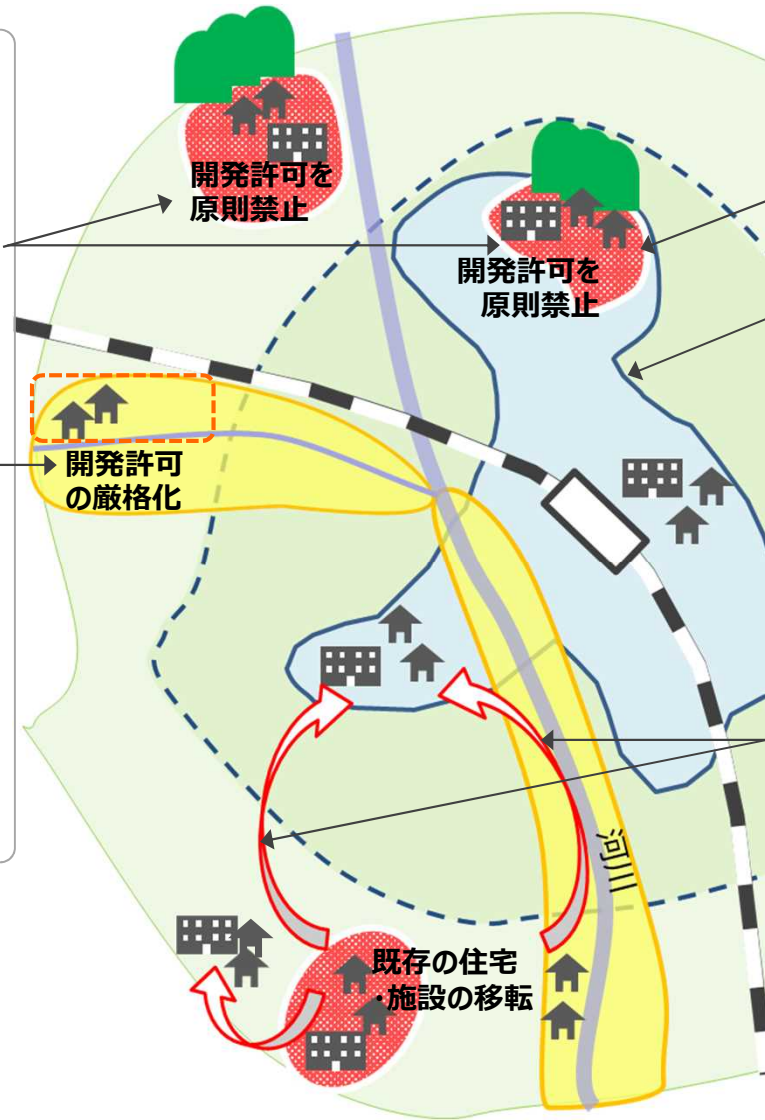 開発許可を
原則禁止
開発許可を
原則禁止
開発許可
の厳格化
河川
既存の住宅
・施設の移転